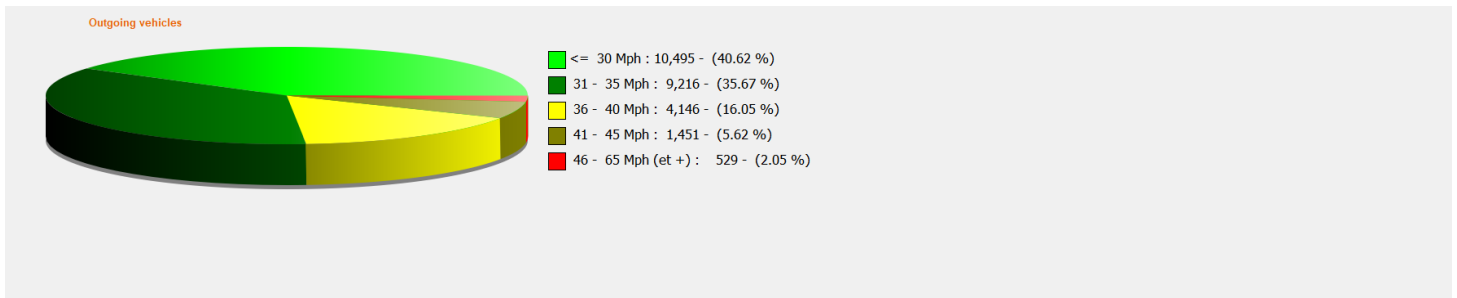 Outgoing vehicles
<= 30 Mph : 10,495 - (40.62 %)
31 - 35 Mph : 9,216 - (35.67 %)
36 - 40 Mph : 4,146 - (16.05 %)
41 - 45 Mph : 1,451 - (5.62 %)
46 - 65 Mph (et +) : 529 - (2.05 %)